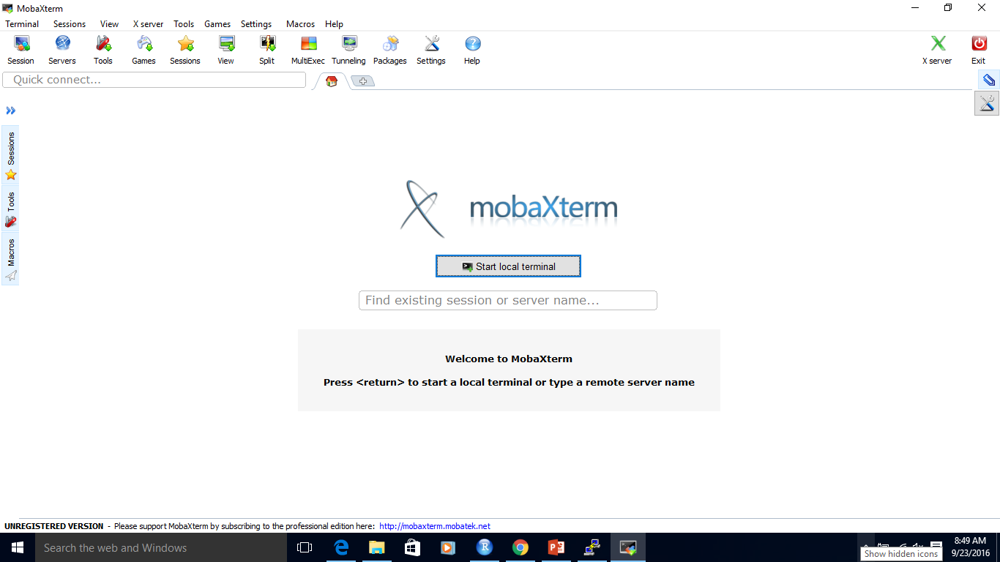 MobaXterm
Terminal Sessions View X server Tools Games Settings Macros Help
Session Servers Tools Games Sessions View Split MultiExec Tunneling Packages Settings Help X server Exit
Quick connect...
Sessions
Tools
Macros
mobaXterm
Start local terminal
Find existing session or server name...
Welcome to MobaXterm
Press <return> to start a local terminal or type a remote server name
UNREGISTERED VERSION - Please support MobaXterm by subscribing to the professional edition here: http://mobaxterm.mobatek.net
Search the web and Windows
8:49 AM
Show hidden icons
9/23/2016